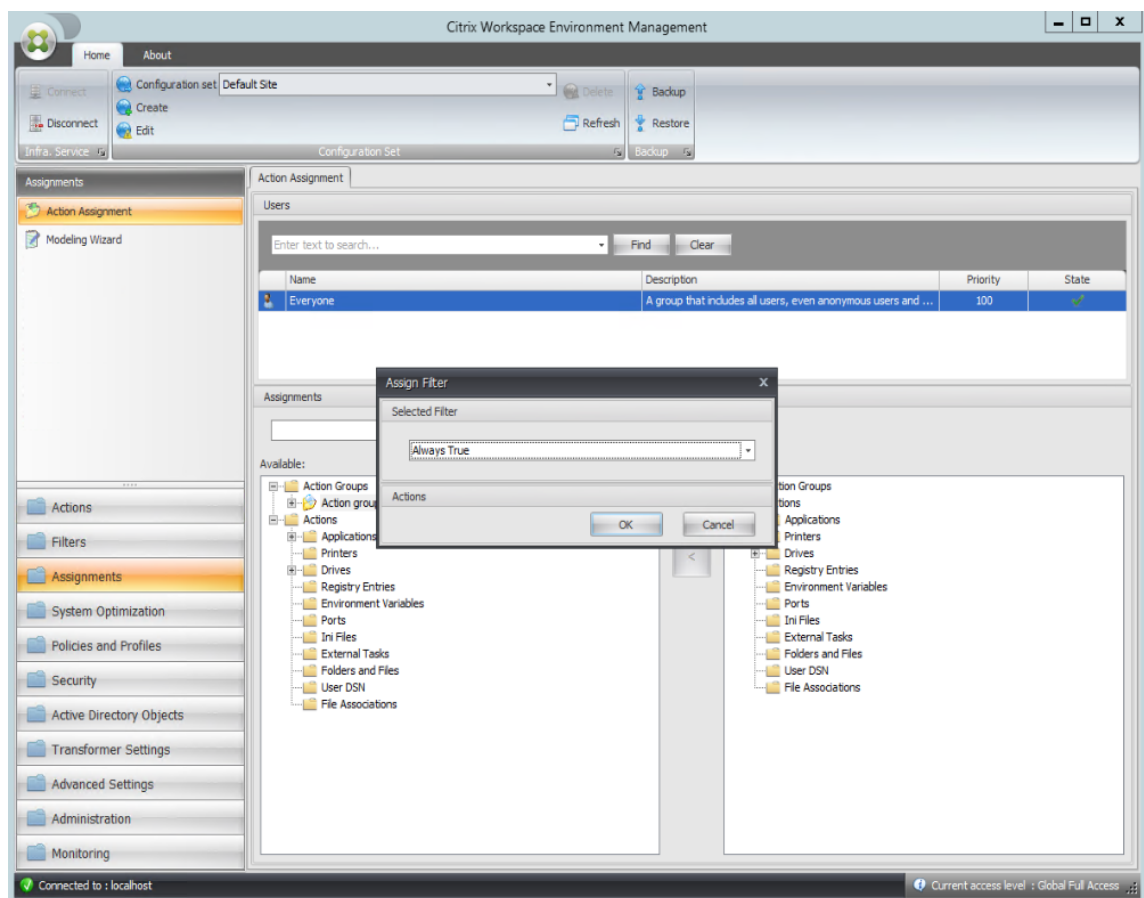 Citrix Workspace Environment Management
Home About
Connect
Disconnect
Infra. Service
Configuration set Default Site
Create
Edit
Delete
Refresh
Configuration Set
Backup
Restore
Backup
Assignments
Action Assignment
Modeling Wizard
Actions
Filters
Assignments
System Optimization
Policies and Profiles
Security
Active Directory Objects
Transformer Settings
Advanced Settings
Administration
Monitoring
Action Assignment
Users
Enter text to search...
Find Clear
Name Description Priority State
Everyone A group that includes all users, even anonymous users and ... 100
Assignments
Available:
Action Groups
Action grou
Actions
Applications
Printers
Drives
Registry Entries
Environment Variables
Ports
Ini Files
External Tasks
Folders and Files
User DSN
File Associations
Assign Filter X
Selected Filter
Always True
Actions
OK Cancel
<
tion Groups
tions
Applications
Printers
Drives
Registry Entries
Environment Variables
Ports
Ini Files
External Tasks
Folders and Files
User DSN
File Associations
Connected to : localhost
Current access level : Global Full Access